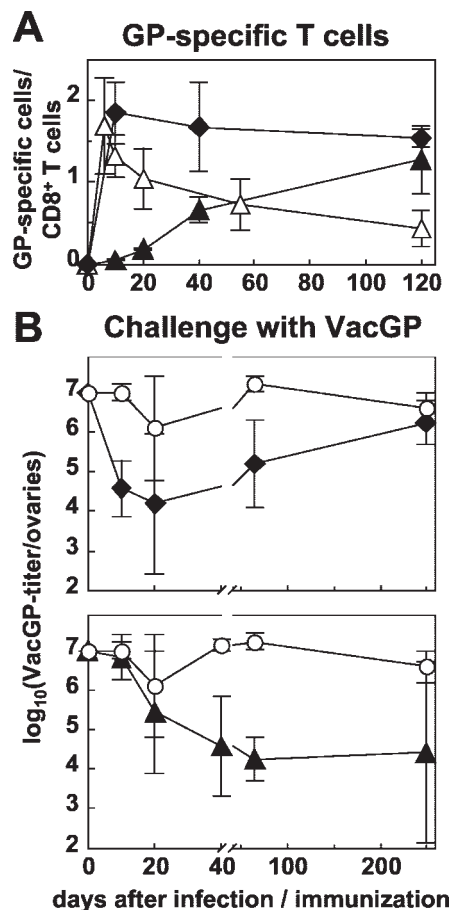 A GP-specific T cells
GP-specific cells/
CD8⁺ T cells
2
1
0
0 20 40 60 80 100 120
B Challenge with VacGP
log₁₀(VacGP-titer/ovaries)
7
6
5
4
3
2
7
6
5
4
3
2
0 20 40 100 200
days after infection / immunization